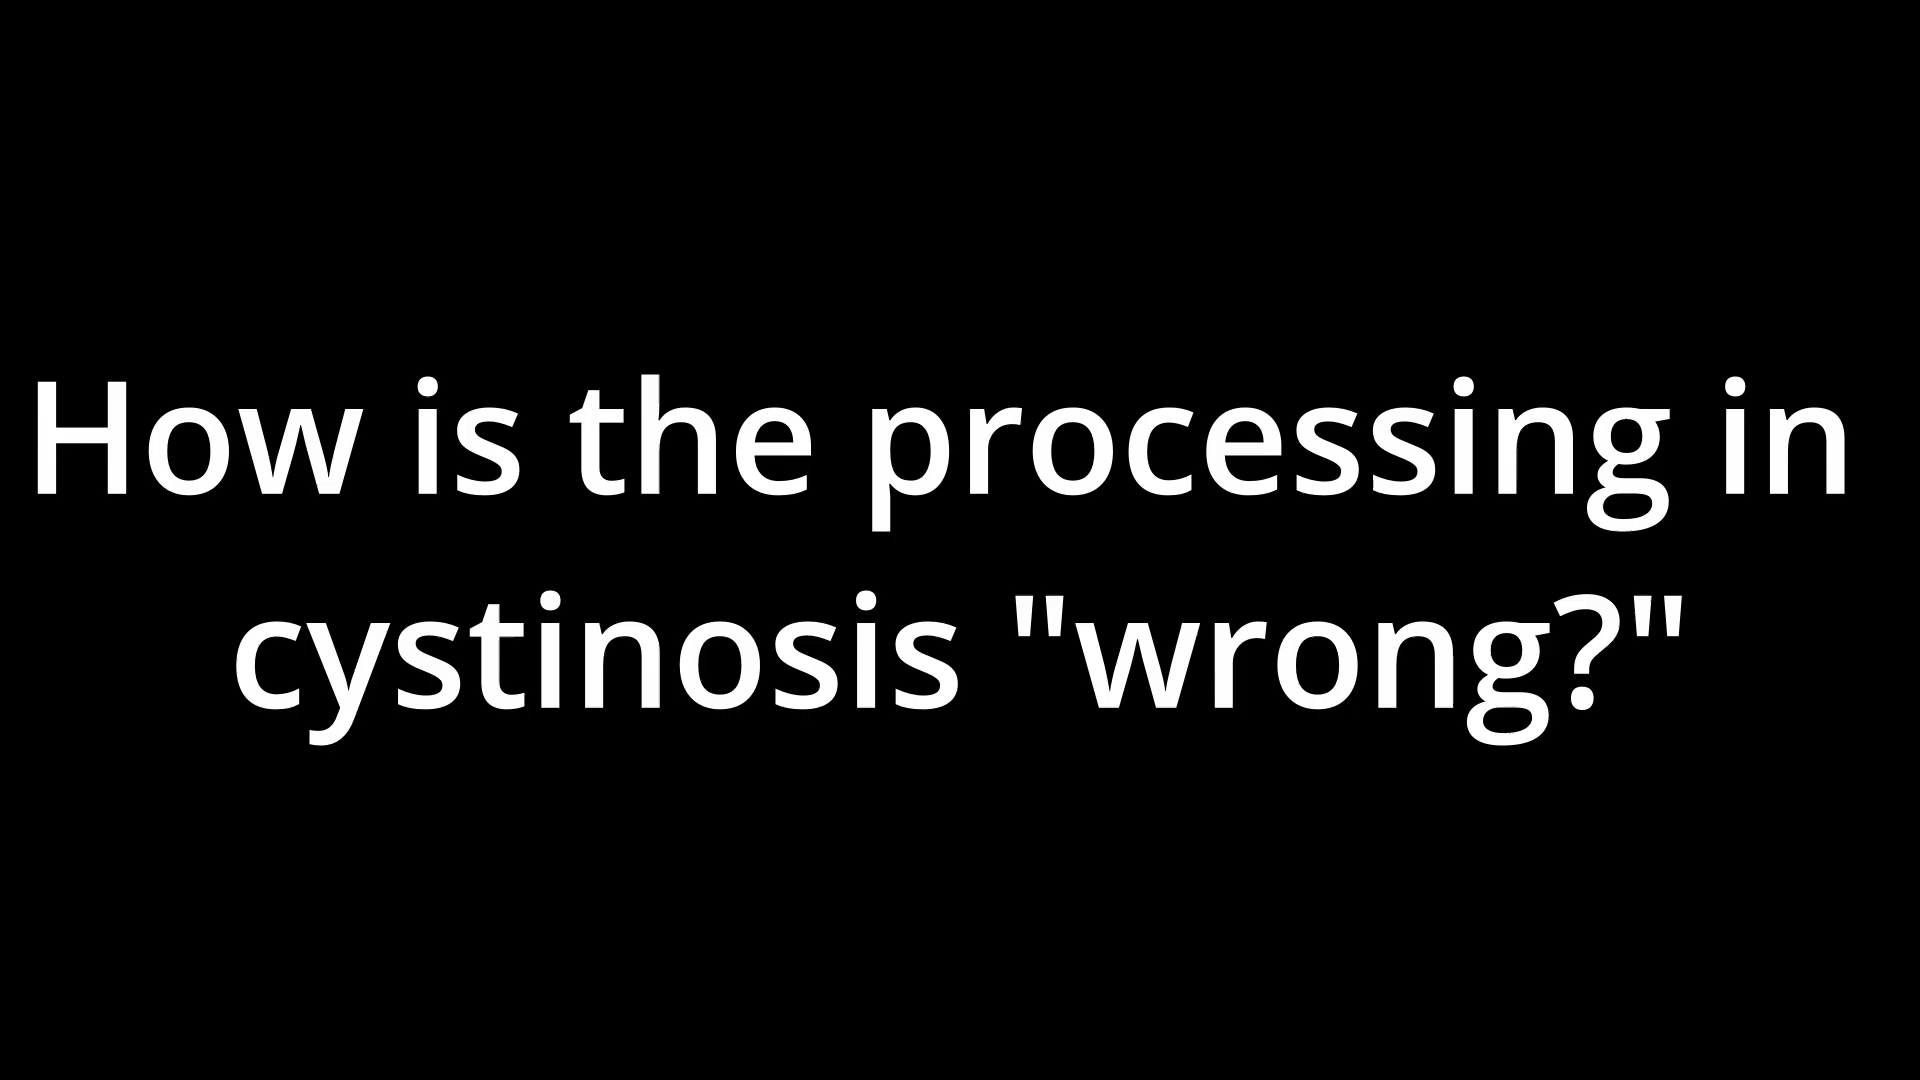 How is the processing in
cystinosis "wrong?"